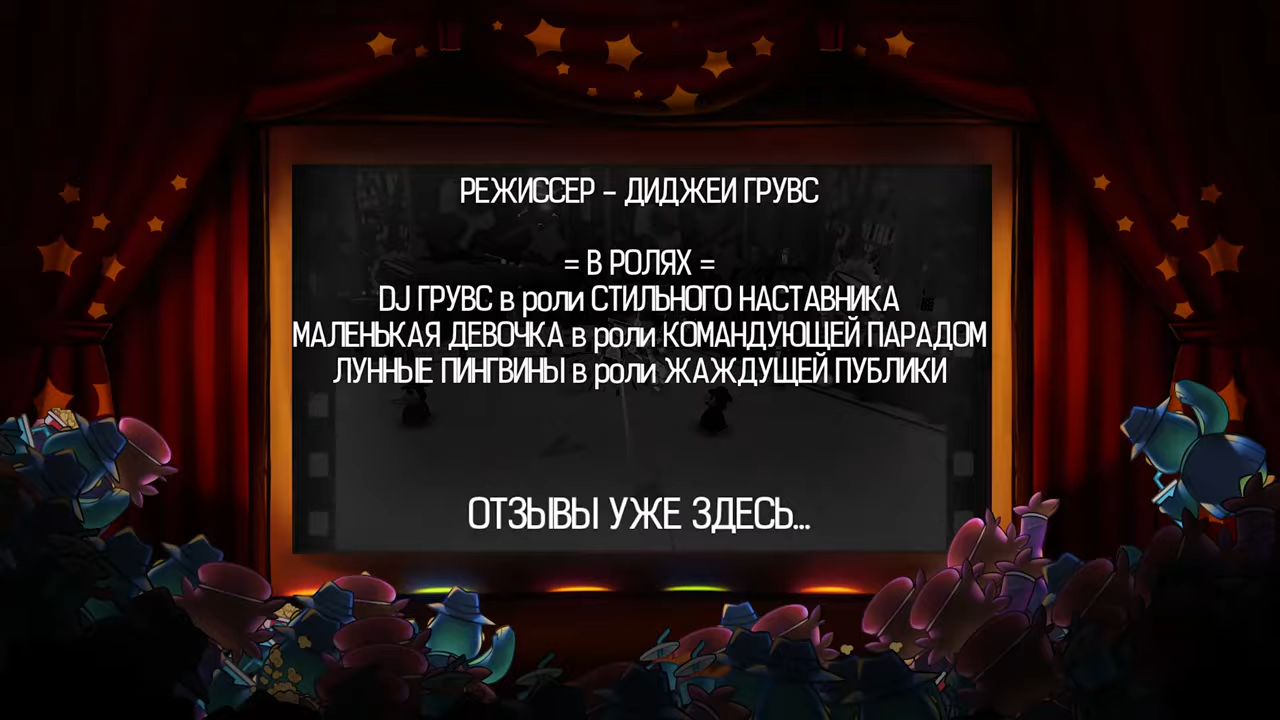 РЕЖИССЕР - ДИДЖЕИ ГРУВС
= В РОЛЯХ =
DJ ГРУВС в роли СТИЛЬНОГО НАСТАВНИКА
МАЛЕНЬКАЯ ДЕВОЧКА в роли КОМАНДУЮЩЕЙ ПАРАДОМ
ЛУННЫЕ ПИНГВИНЫ в роли ЖАЖДУЩЕЙ ПУБЛИКИ
ОТЗЫВЫ УЖЕ ЗДЕСЬ...